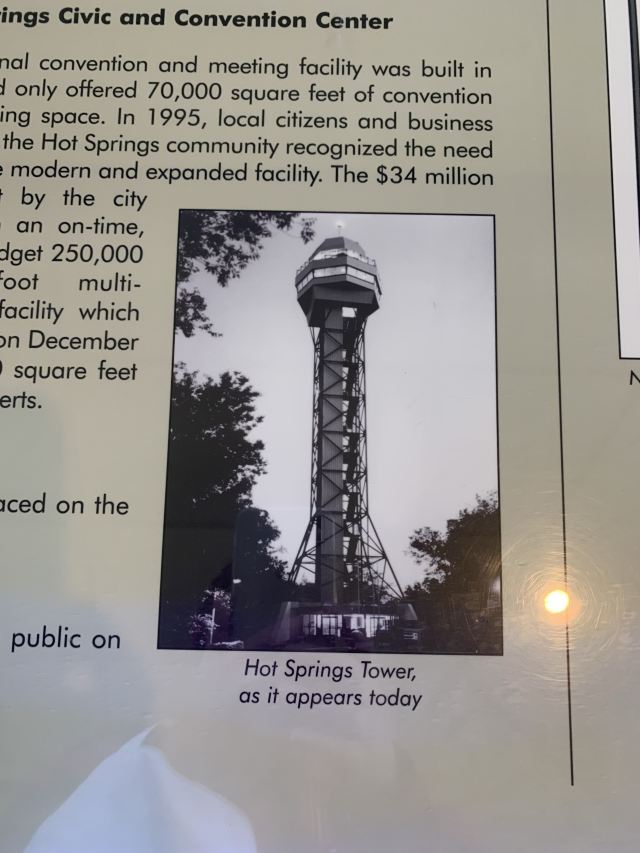 rings Civic and Convention Center
nal convention and meeting facility was built in
d only offered 70,000 square feet of convention
ing space. In 1995, local citizens and business
the Hot Springs community recognized the need
e modern and expanded facility. The $34 million
t by the city
an on-time,
dget 250,000
foot multi-
facility which
on December
0 square feet
erts.
aced on the
public on
Hot Springs Tower,
as it appears today
N